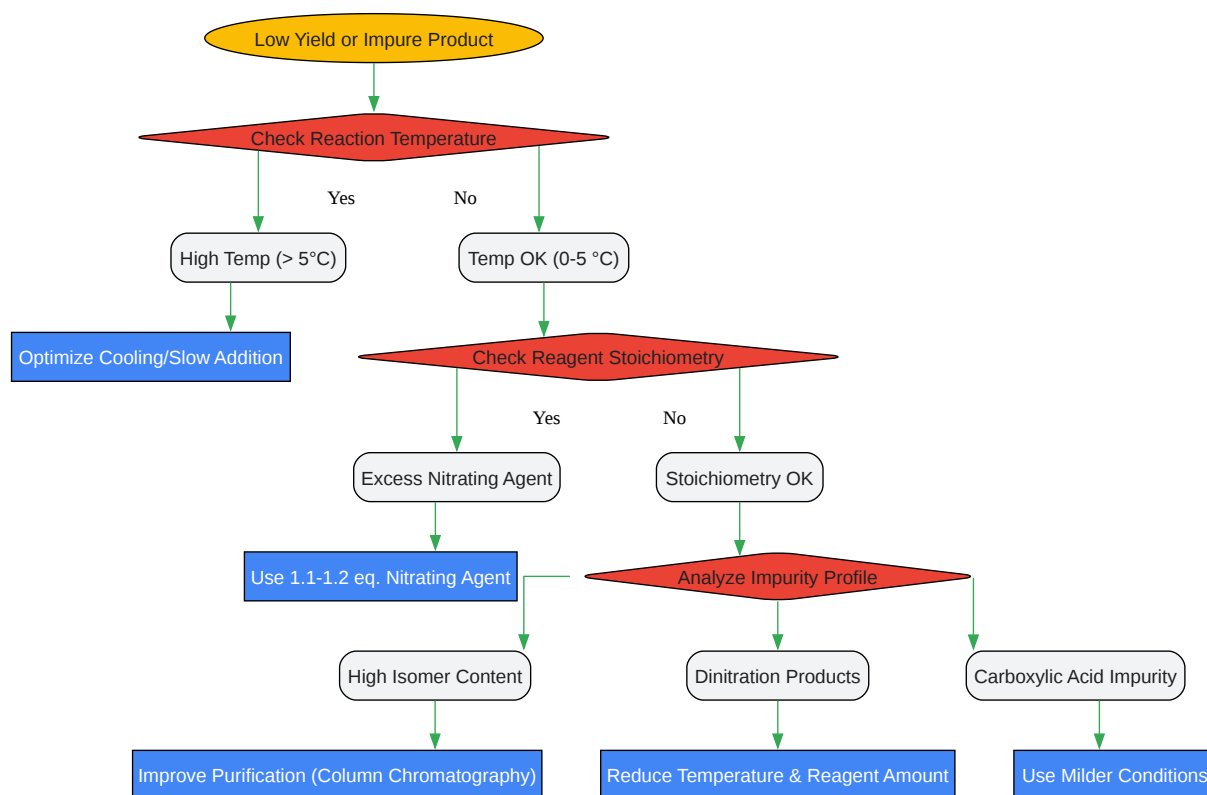 Low Yield or Impure Product
Check Reaction Temperature
Yes
No
High Temp (> 5°C)
Temp OK (0-5 °C)
Optimize Cooling/Slow Addition
Check Reagent Stoichiometry
Yes
No
Excess Nitrating Agent
Stoichiometry OK
Use 1.1-1.2 eq. Nitrating Agent
Analyze Impurity Profile
High Isomer Content
Dinitration Products
Carboxylic Acid Impurity
Improve Purification (Column Chromatography)
Reduce Temperature & Reagent Amount
Use Milder Conditions